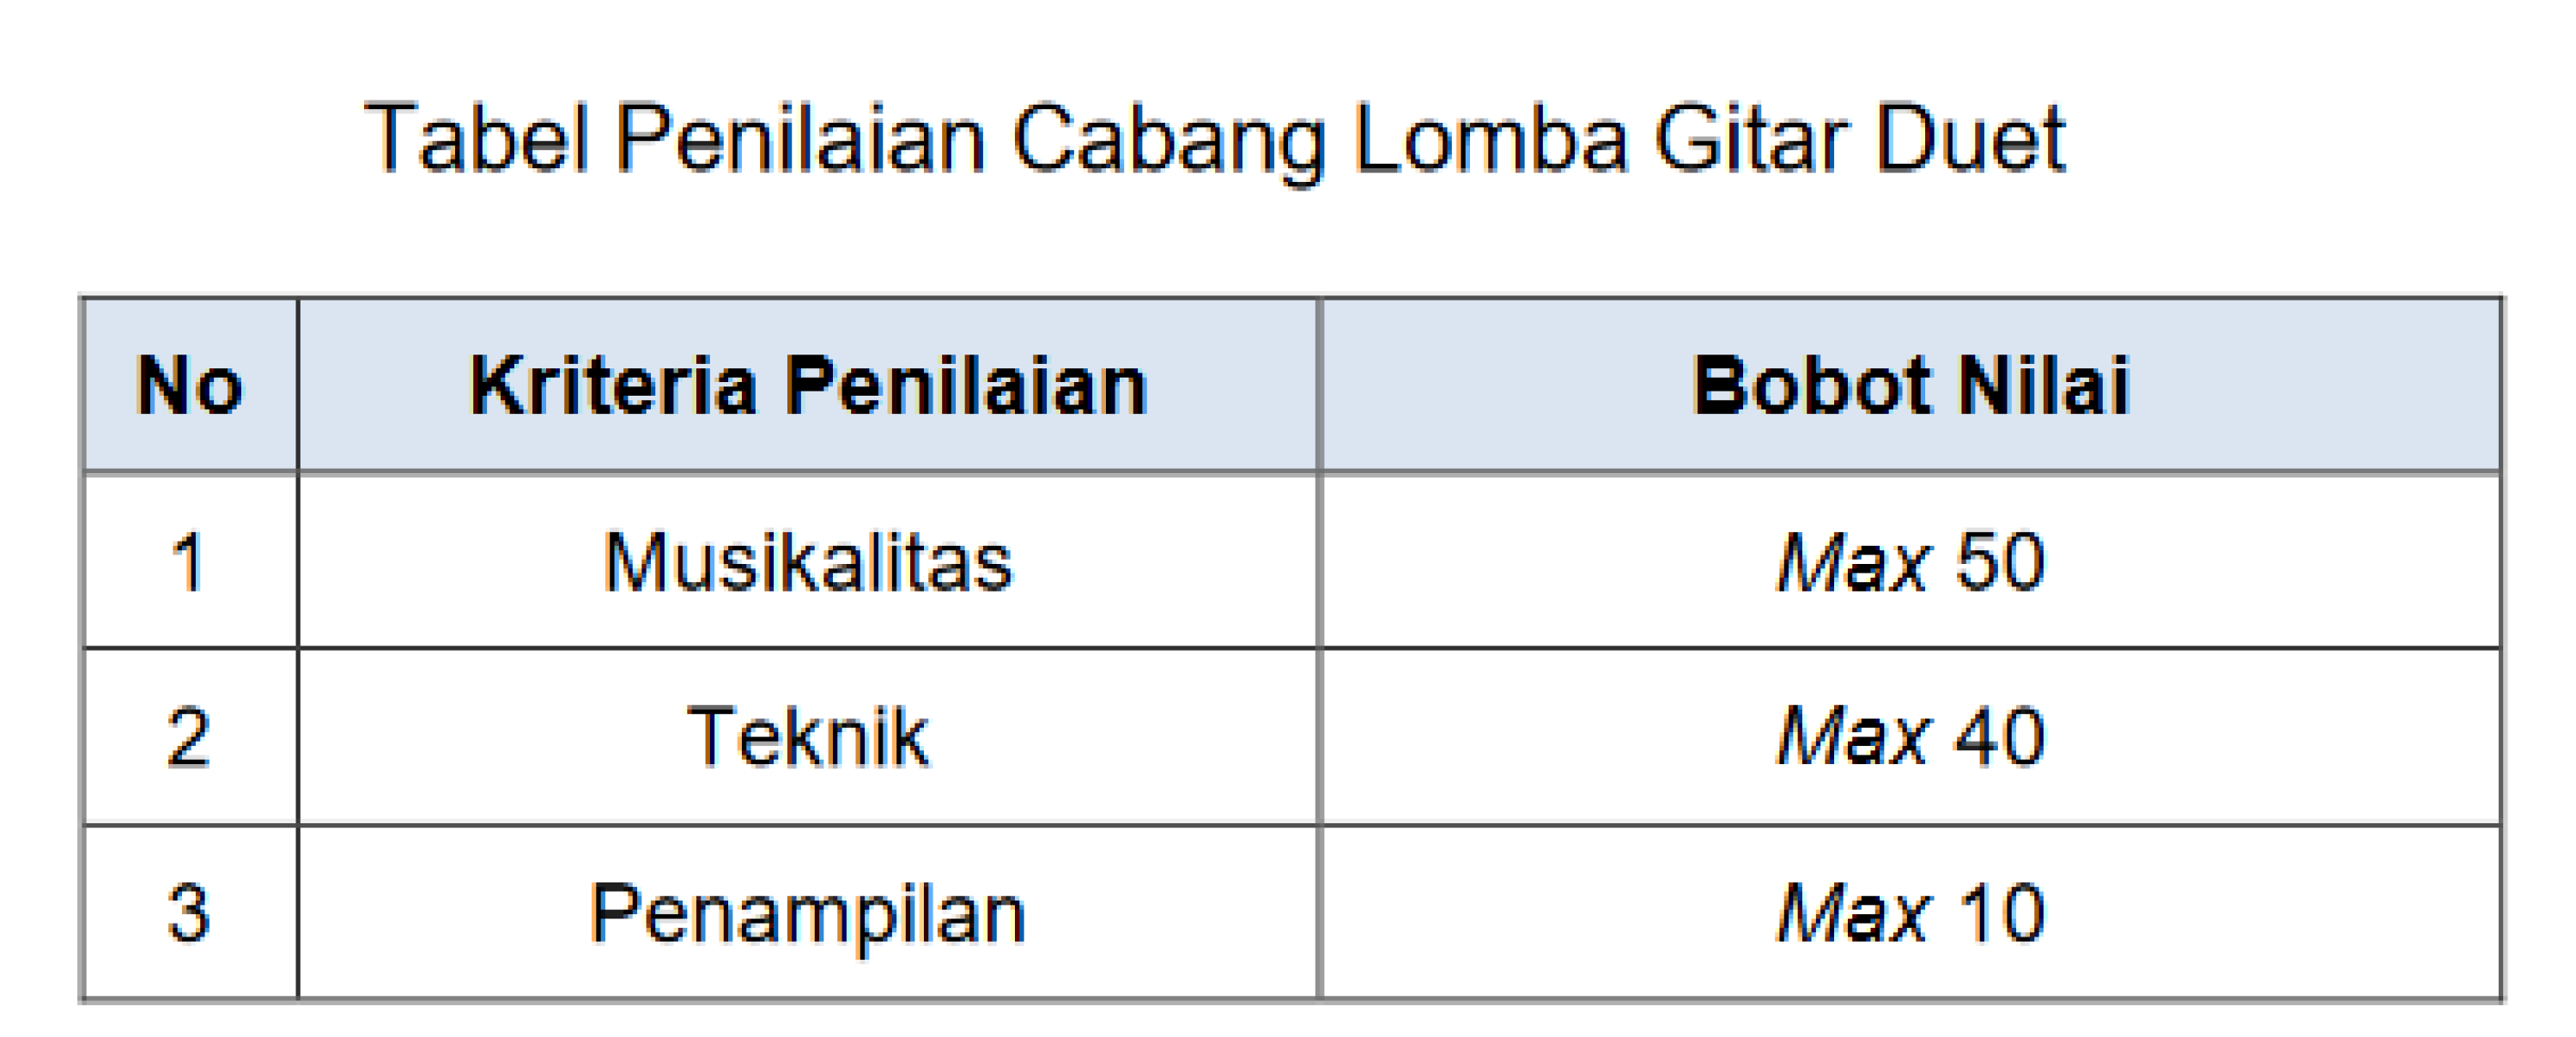 Tabel Penilaian Cabang Lomba Gitar Duet
No Kriteria Penilaian Bobot Nilai
1 Musikalitas Max 50
2 Teknik Max 40
3 Penampilan Max 10